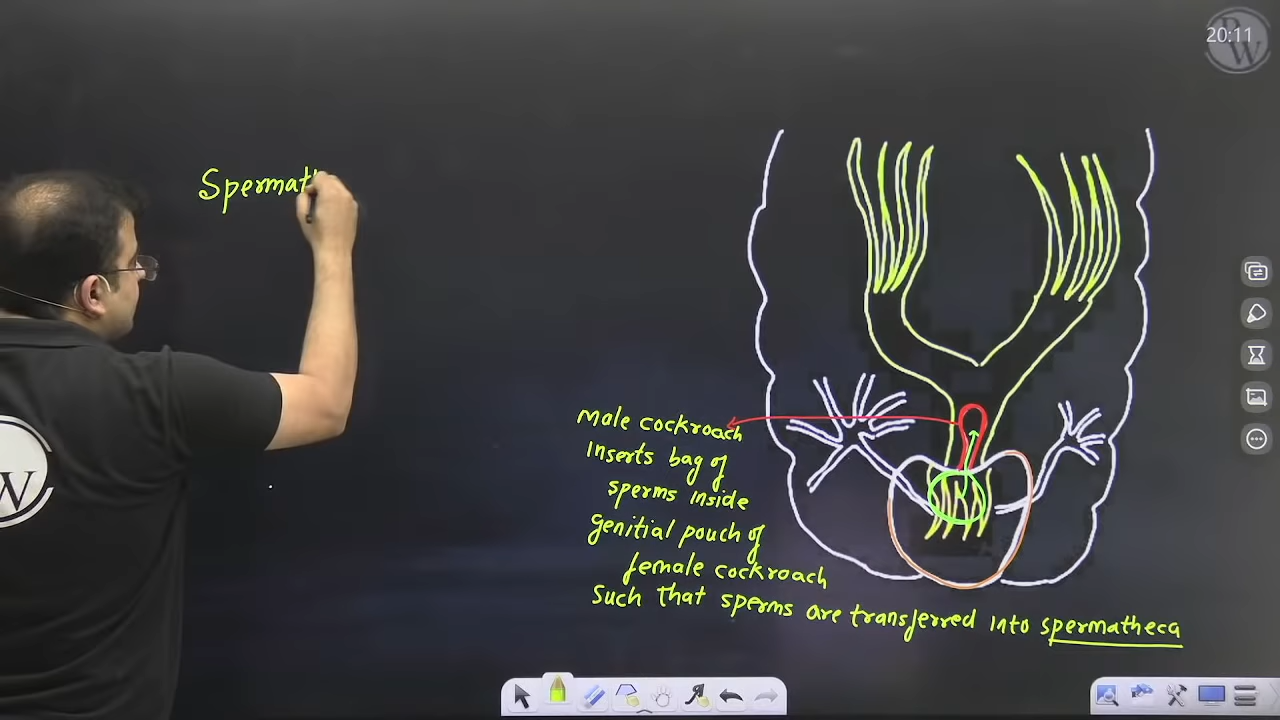 20:11
PW
Spermat
W
Male cockroach
Inserts bag of
sperms inside
genitial pouch of
female cockroach
Such that sperms are transferred into spermatheca